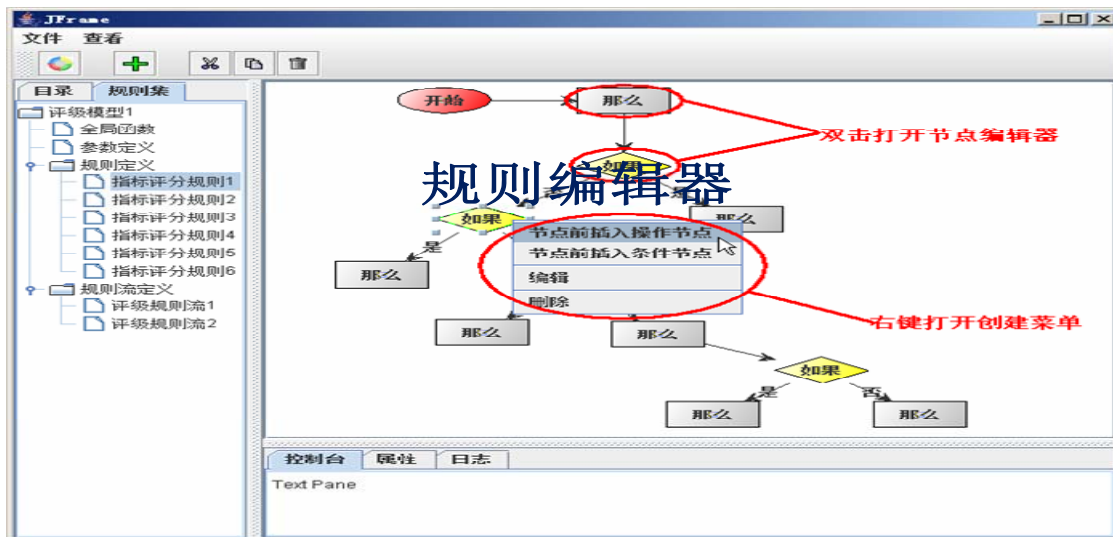 JFrame
文件 查看
目录 规则集
评级模型1
全局函数
参数定义
规则定义
指标评分规则1
指标评分规则2
指标评分规则3
指标评分规则4
指标评分规则5
指标评分规则6
规则流定义
评级规则流1
评级规则流2
开始
那么
双击打开节点编辑器
如果
规则编辑器
否
是
如果
那么
是
节点前插入操作节点
节点前插入条件节点
编辑
删除
那么
右键打开创建菜单
那么
那么
如果
是
否
那么
那么
控制台 属性 日志
Text Pane